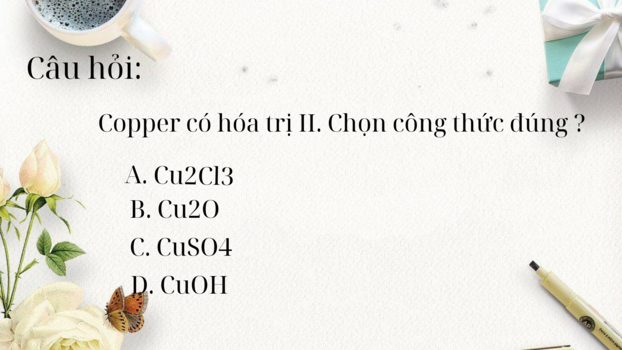 Câu hỏi:
Copper có hóa trị II. Chọn công thức đúng ?
A. Cu2Cl3
B. Cu2O
C. CuSO4
D. CuOH